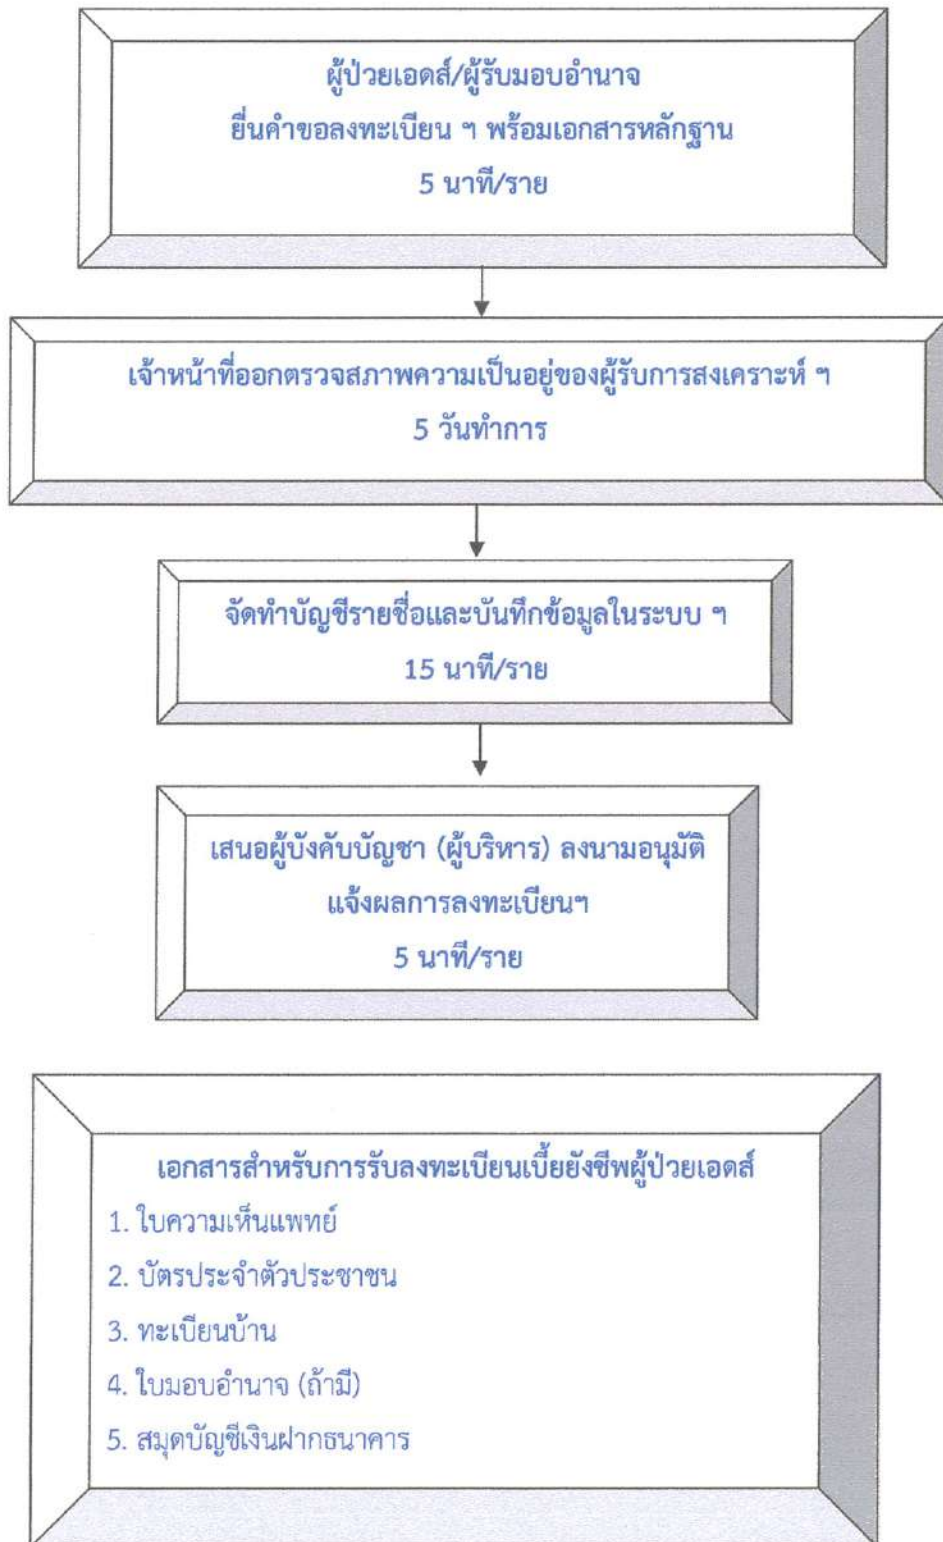 ผู้ป่วยเอดส์/ผู้รับมอบอำนาจ
ยื่นคำขอลงทะเบียน ฯ พร้อมเอกสารหลักฐาน
5 นาที/ราย
เจ้าหน้าที่ออกตรวจสภาพความเป็นอยู่ของผู้รับการสงเคราะห์ ฯ
5 วันทำการ
จัดทำบัญชีรายชื่อและบันทึกข้อมูลในระบบ ฯ
15 นาที/ราย
เสนอผู้บังคับบัญชา (ผู้บริหาร) ลงนามอนุมัติ
แจ้งผลการลงทะเบียนฯ
5 นาที/ราย
เอกสารสำหรับการรับลงทะเบียนเบี้ยยังชีพผู้ป่วยเอดส์
1. ใบความเห็นแพทย์
2. บัตรประจำตัวประชาชน
3. ทะเบียนบ้าน
4. ใบมอบอำนาจ (ถ้ามี)
5. สมุดบัญชีเงินฝากธนาคาร